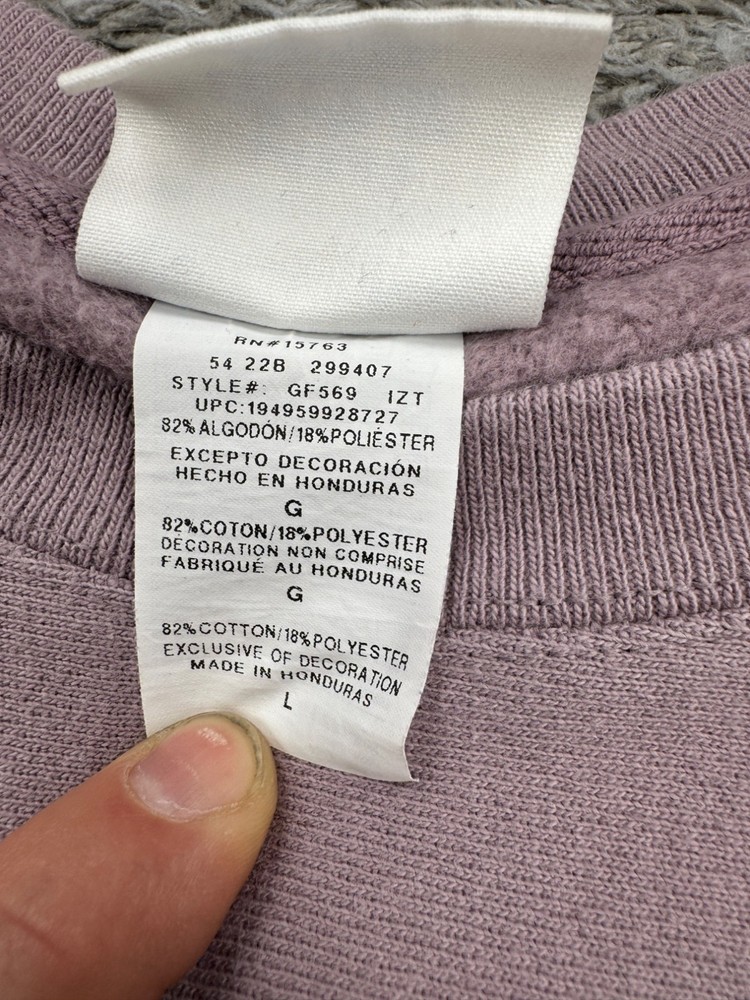 RN#15763
54 22B 299407
STYLE#: GF569 IZT
UPC:194959928727
82%ALGODÓN/18%POLIÉSTER
EXCEPTO DECORACIÓN
HECHO EN HONDURAS
G
82%COTON/18%POLYESTER
DÉCORATION NON COMPRISE
FABRIQUÉ AU HONDURAS
G
82%COTTON/18%POLYESTER
EXCLUSIVE OF DECORATION
MADE IN HONDURAS
L